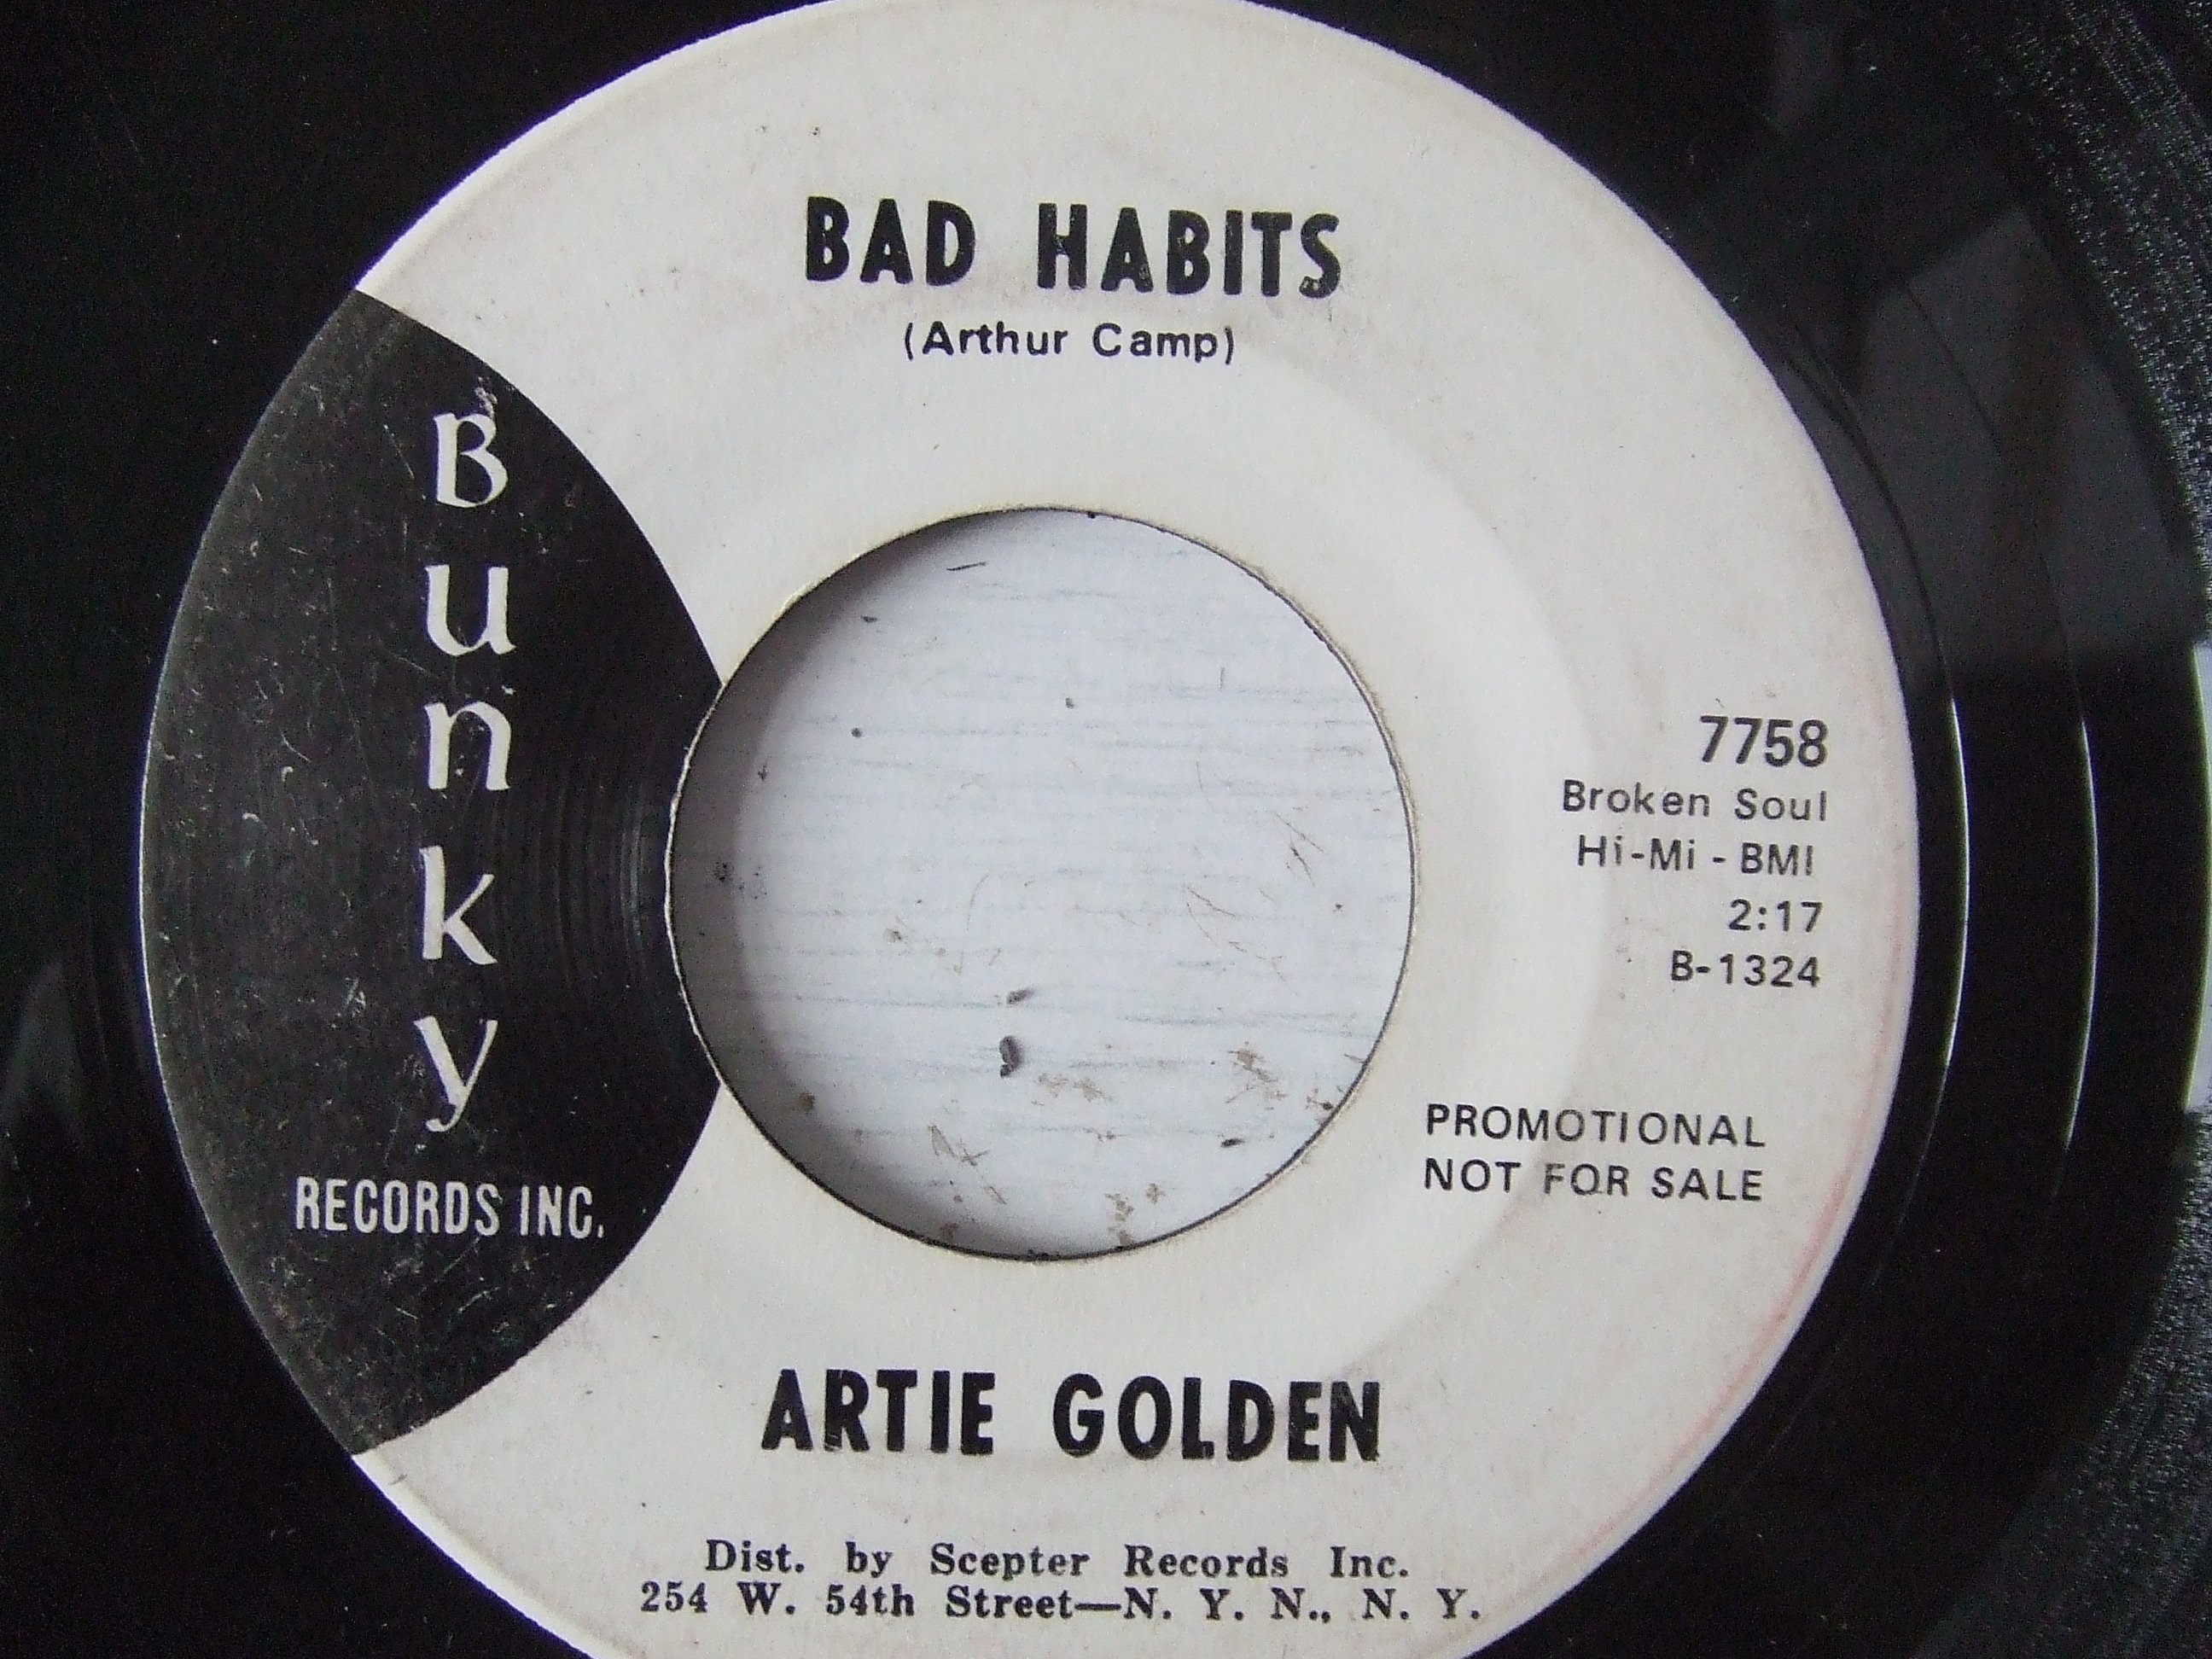 BAD HABITS
(Arthur Camp)
Bunky
RECORDS INC.
7758
Broken Soul
Hi-Mi - BMI
2:17
B-1324
PROMOTIONAL
NOT FOR SALE
ARTIE GOLDEN
Dist. by Scepter Records Inc.
254 W. 54th Street—N. Y. N., N. Y.